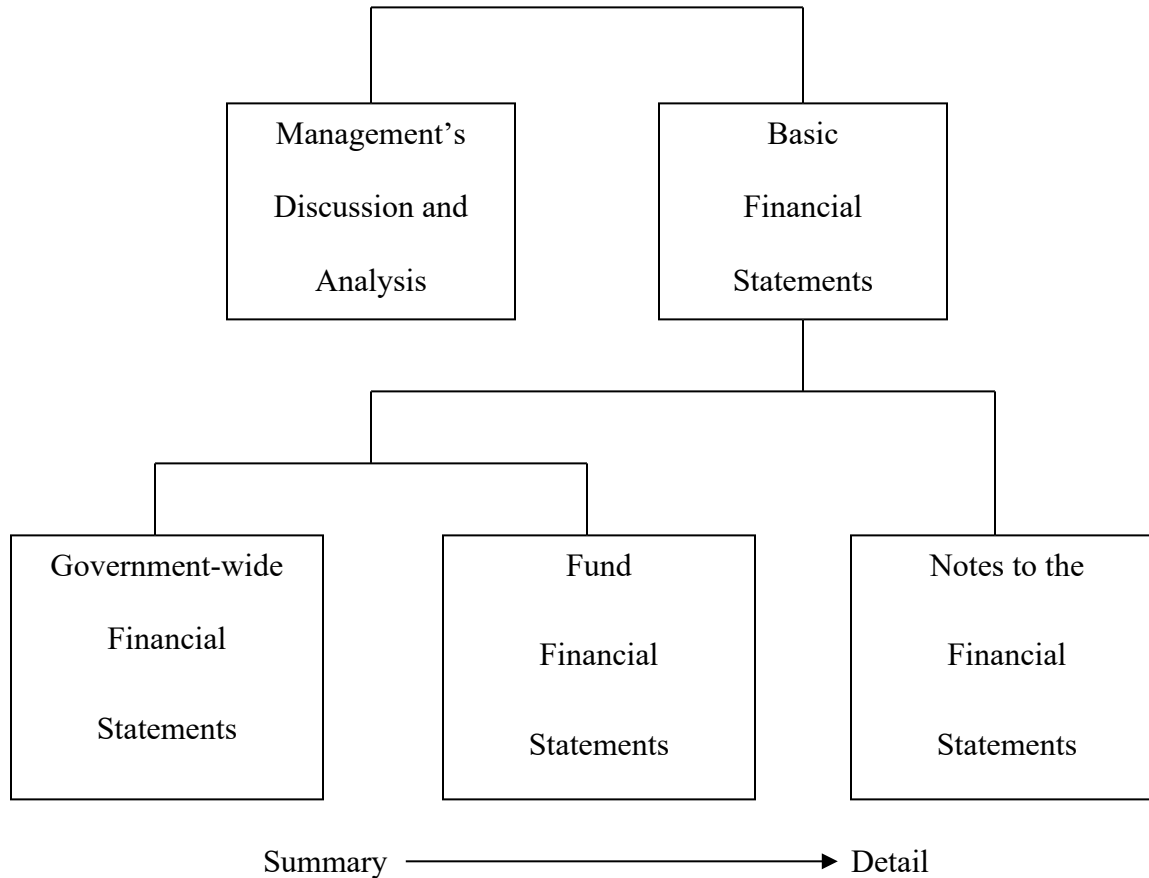 Management’s
Discussion and
Analysis
Basic
Financial
Statements
Government-wide
Financial
Statements
Fund
Financial
Statements
Notes to the
Financial
Statements
Summary
Detail